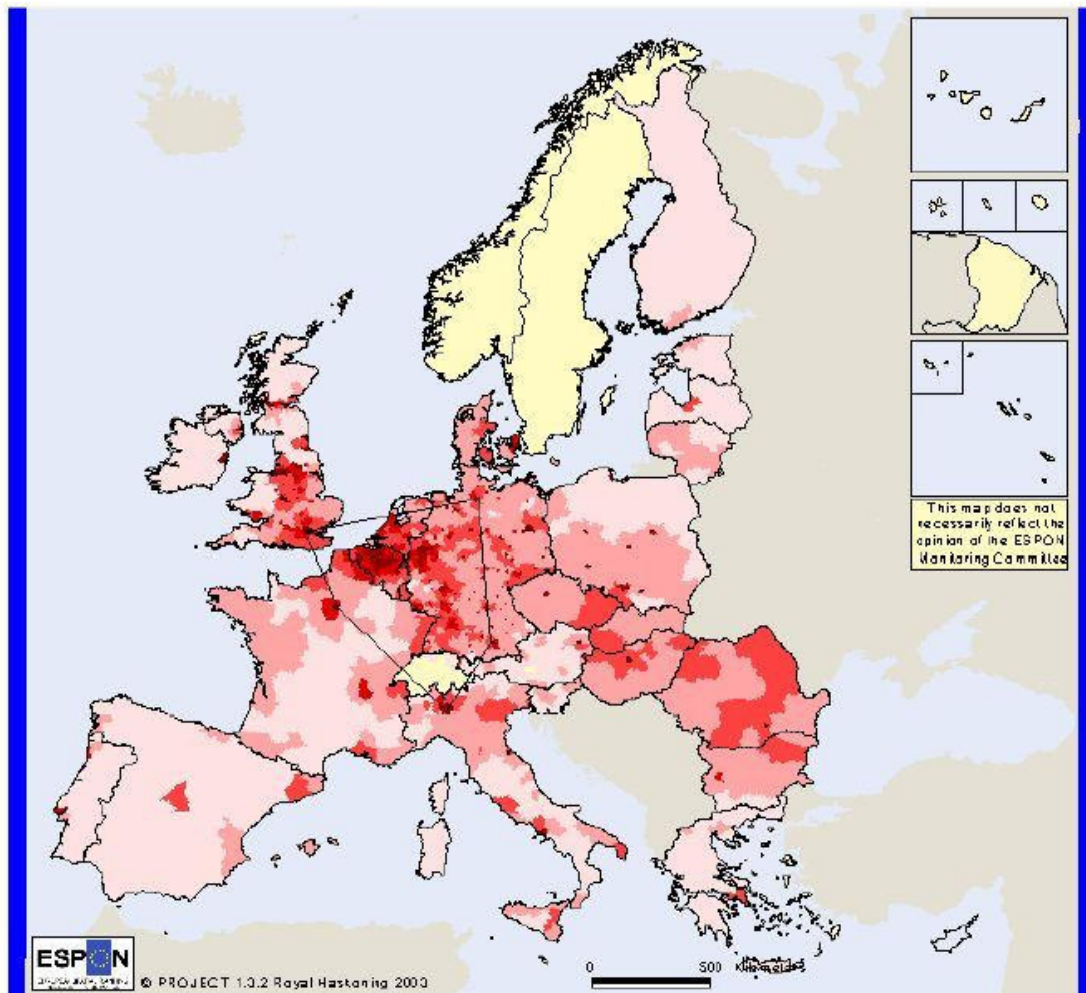 This map does not
necessarily reflect the
opinion of the ESPON
Monitoring Committee
ESPON
© PROJECT 1.3.2 Royal Haskoning 2003
0 500 Kilometers